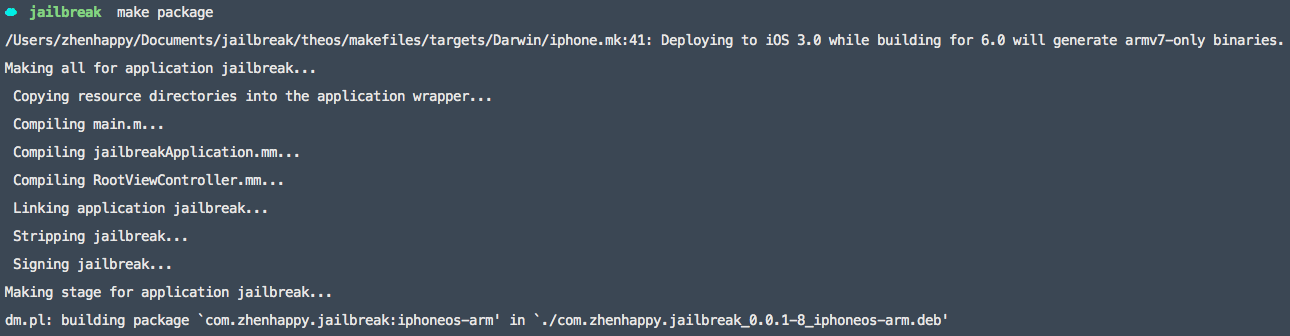 jailbreak make package
/Users/zhenhappy/Documents/jailbreak/theos/makefiles/targets/Darwin/iphone.mk:41: Deploying to iOS 3.0 while building for 6.0 will generate armv7-only binaries.
Making all for application jailbreak...
Copying resource directories into the application wrapper...
Compiling main.m...
Compiling jailbreakApplication.mm...
Compiling RootViewController.mm...
Linking application jailbreak...
Stripping jailbreak...
Signing jailbreak...
Making stage for application jailbreak...
dm.pl: building package `com.zhenhappy.jailbreak:iphoneos-arm' in `./com.zhenhappy.jailbreak_0.0.1-8_iphoneos-arm.deb'